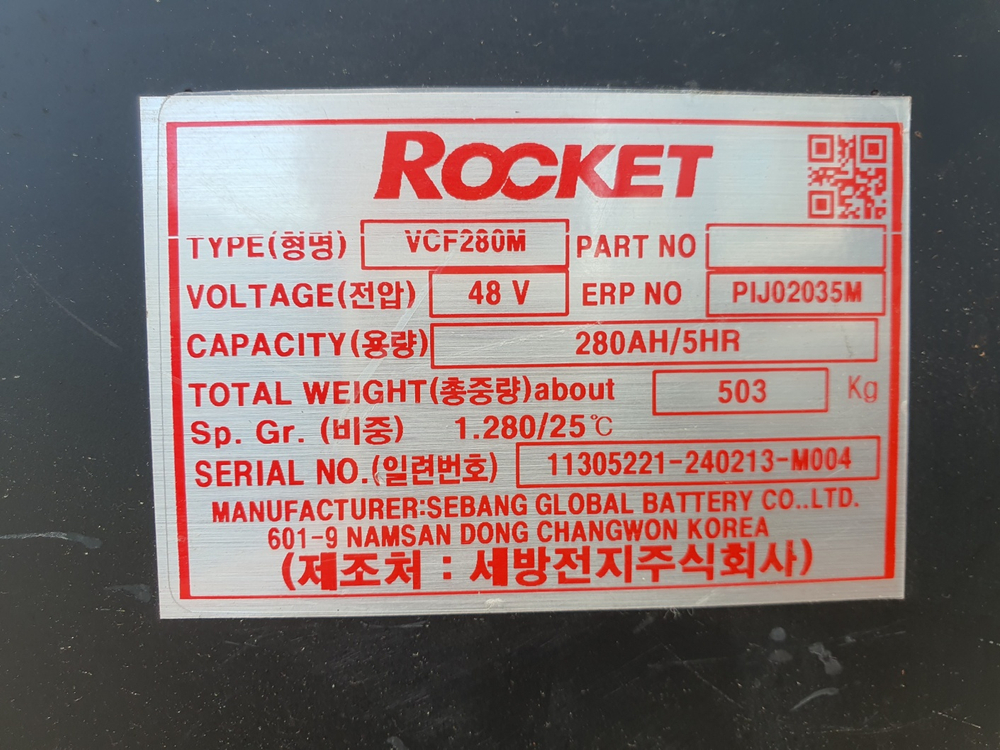 ROCKET
TYPE(형명) VCF280M PART NO
VOLTAGE(전압) 48 V ERP NO PIJ02035M
CAPACITY(용량) 280AH/5HR
TOTAL WEIGHT(총중량)about 503 Kg
Sp. Gr. (비중) 1.280/25℃
SERIAL NO.(일련번호) 11305221-240213-M004
MANUFACTURER:SEBANG GLOBAL BATTERY CO..LTD.
601-9 NAMSAN DONG CHANGWON KOREA
(제조처 : 세방전지주식회사)